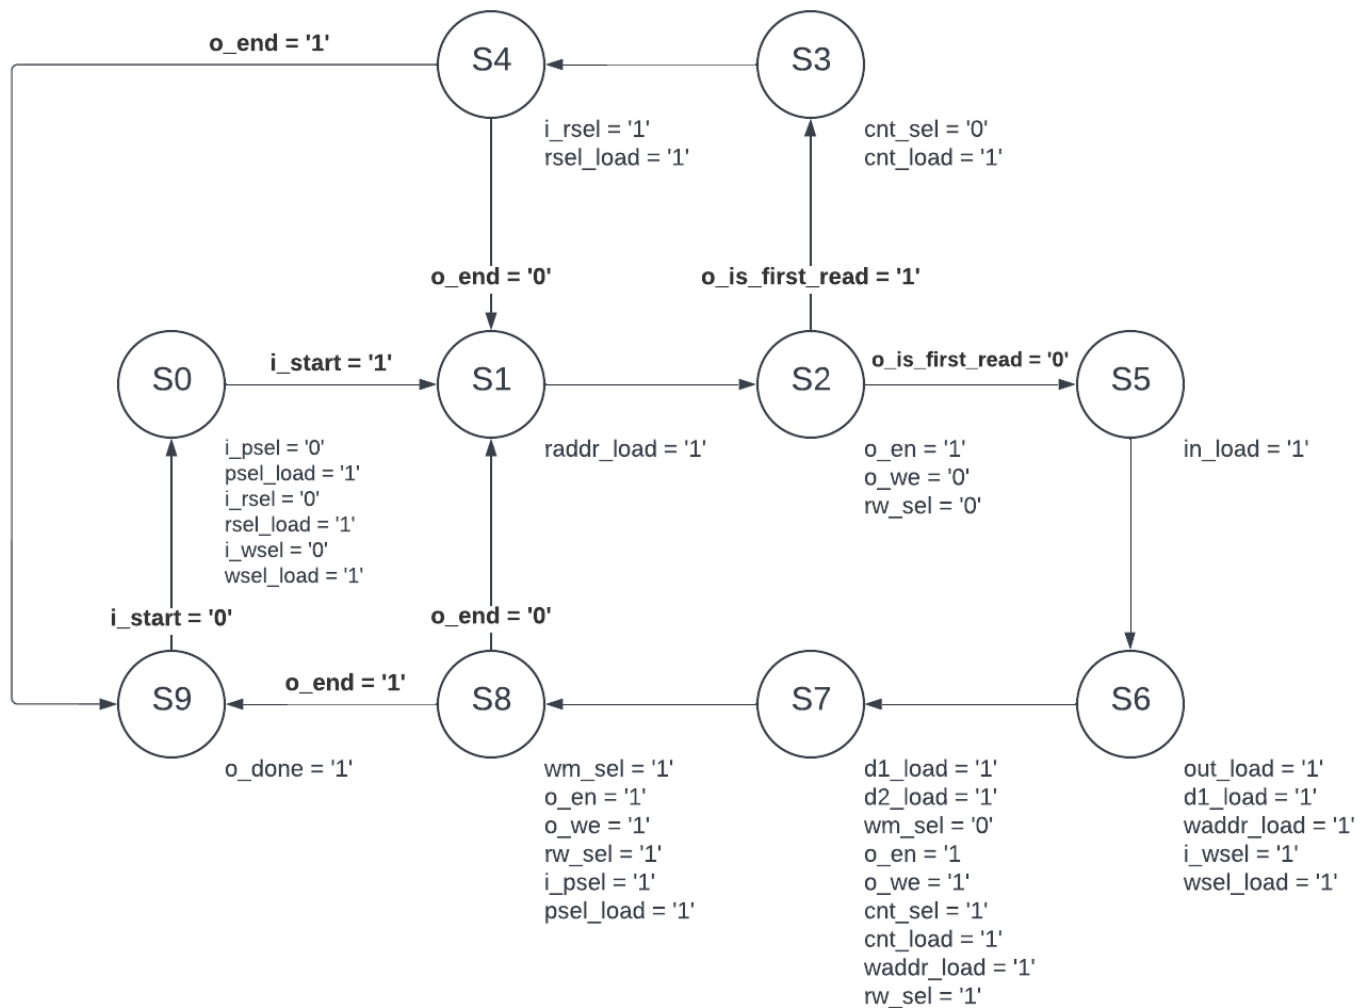 o_end = '1'
S4
S3
i_rsel = '1'
rsel_load = '1'
cnt_sel = '0'
cnt_load = '1'
o_end = '0'
o_is_first_read = '1'
S0
i_start = '1'
S1
S2
o_is_first_read = '0'
S5
i_psel = '0'
psel_load = '1'
i_rsel = '0'
rsel_load = '1'
i_wsel = '0'
wsel_load = '1'
raddr_load = '1'
o_en = '1'
o_we = '0'
rw_sel = '0'
in_load = '1'
i_start = '0'
o_end = '0'
S9
o_end = '1'
S8
S7
S6
o_done = '1'
wm_sel = '1'
o_en = '1'
o_we = '1'
rw_sel = '1'
i_psel = '1'
psel_load = '1'
d1_load = '1'
d2_load = '1'
wm_sel = '0'
o_en = '1
o_we = '1'
cnt_sel = '1'
cnt_load = '1'
waddr_load = '1'
rw_sel = '1'
out_load = '1'
d1_load = '1'
waddr_load = '1'
i_wsel = '1'
wsel_load = '1'